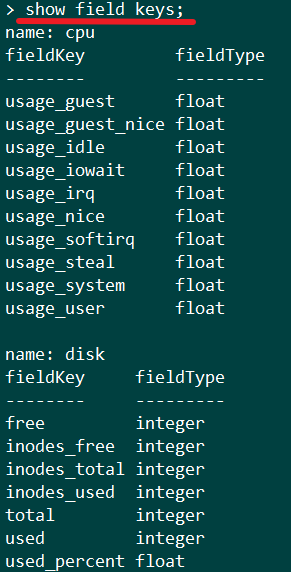 > show field keys;
name: cpu
fieldKey fieldType
-------- ---------
usage_guest float
usage_guest_nice float
usage_idle float
usage_iowait float
usage_irq float
usage_nice float
usage_softirq float
usage_steal float
usage_system float
usage_user float
name: disk
fieldKey fieldType
-------- ---------
free integer
inodes_free integer
inodes_total integer
inodes_used integer
total integer
used integer
used_percent float